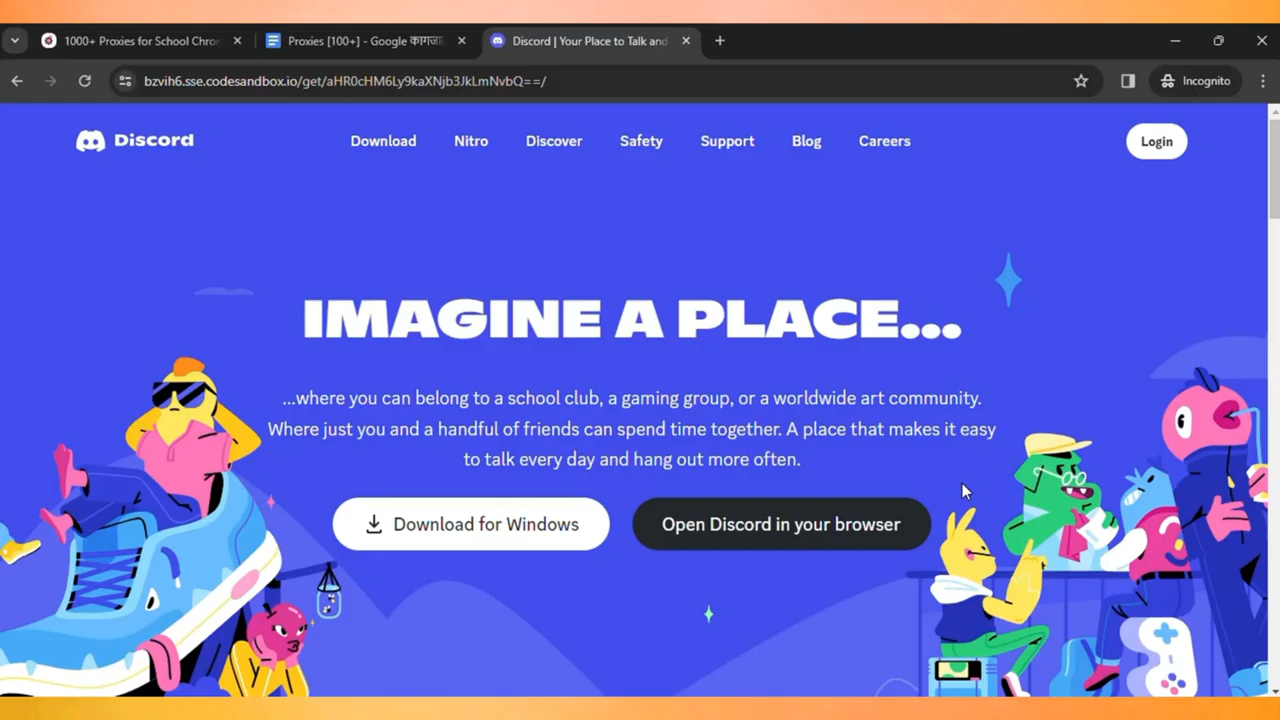 1000+ Proxies for School Chron
Proxies [100+] - Google कागजा
Discord | Your Place to Talk and
bzvih6.sse.codesandbox.io/get/aHR0cHM6Ly9kaXNjb3JkLmNvbQ==/
Incognito
Discord
Download
Nitro
Discover
Safety
Support
Blog
Careers
Login
IMAGINE A PLACE...
...where you can belong to a school club, a gaming group, or a worldwide art community.
Where just you and a handful of friends can spend time together. A place that makes it easy
to talk every day and hang out more often.
Download for Windows
Open Discord in your browser